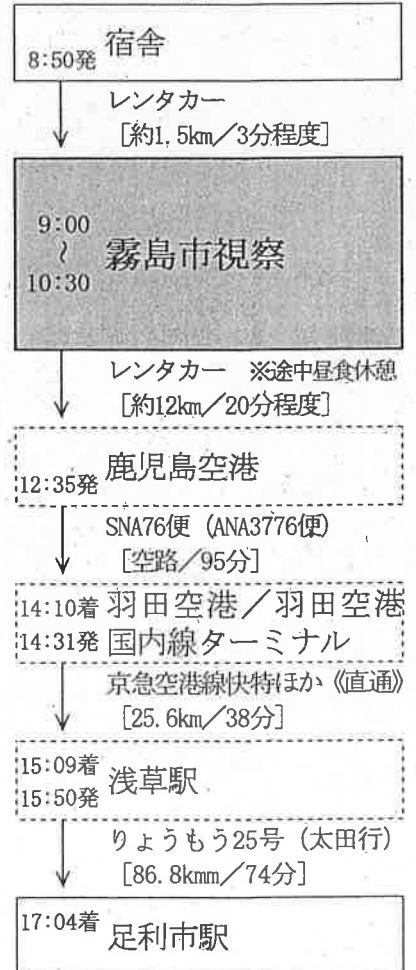 8:50発 宿舎
レンタカー
[約1.5km/3分程度]
9:00
~
10:30
霧島市視察
レンタカー ※途中昼食休憩
[約12km/20分程度]
12:35発 鹿児島空港
SNA76便 (ANA3776便)
[空路/95分]
14:10着 羽田空港/羽田空港
14:31発 国内線ターミナル
京急空港線快特ほか《直通》
[25.6km/38分]
15:09着
15:50発
浅草駅
りょうもう25号 (太田行)
[86.8kmm/74分]
17:04着 足利市駅